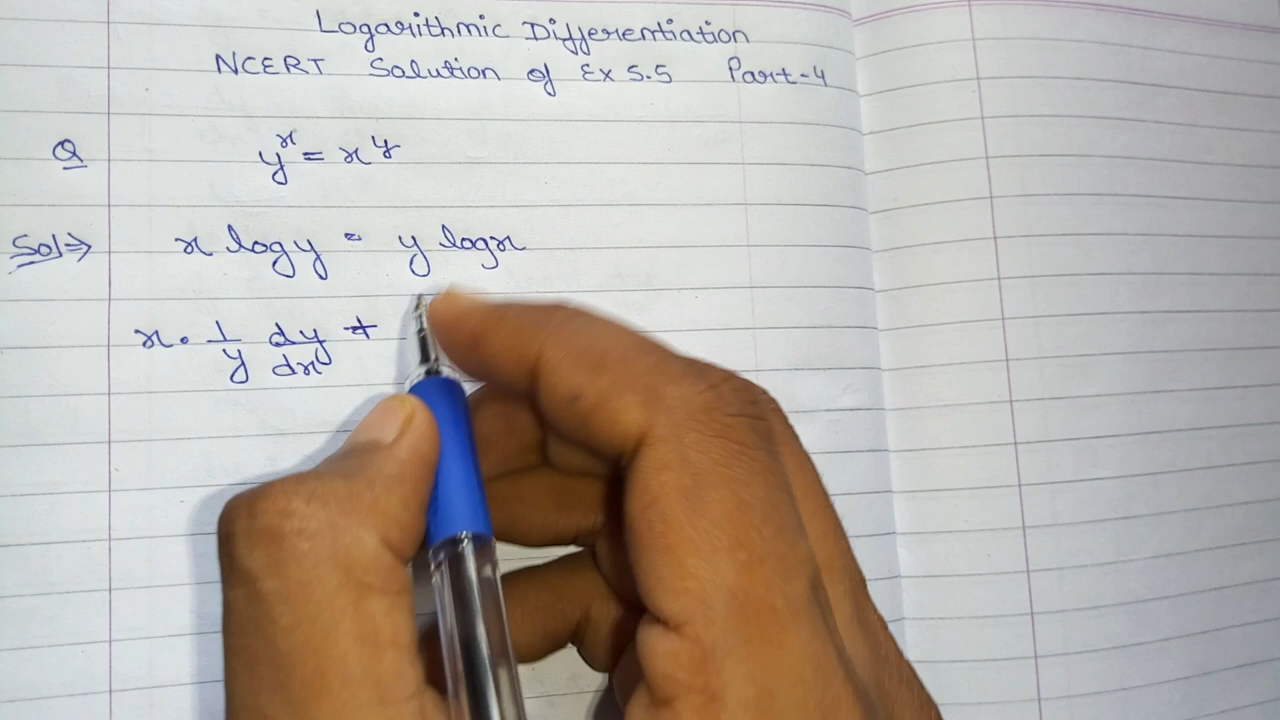 Logarithmic Differentiation
NCERT Solution of Ex 5.5 Part-4
Q y^x = x^y
Sol⇒ x log y = y log x
x · 1/y dy/dx +